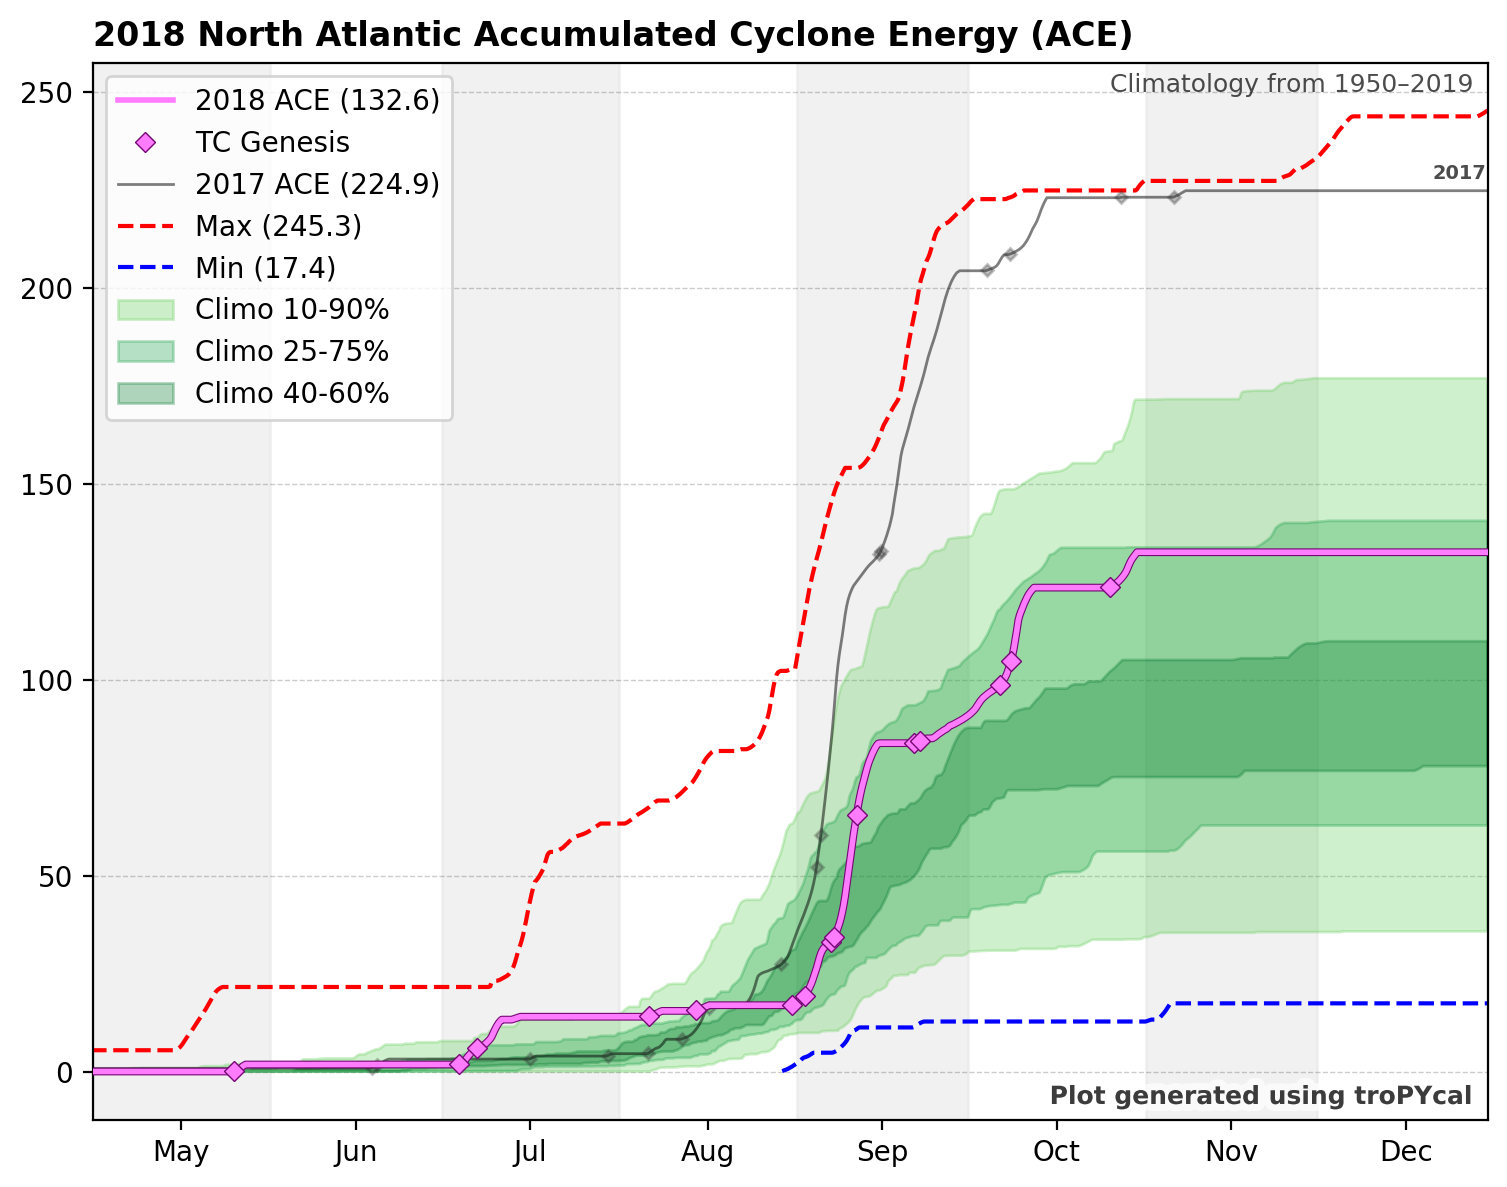 2018 North Atlantic Accumulated Cyclone Energy (ACE)
Climatology from 1950–2019
2018 ACE (132.6)
TC Genesis
2017 ACE (224.9)
Max (245.3)
Min (17.4)
Climo 10-90%
Climo 25-75%
Climo 40-60%
2017
250
200
150
100
50
0
Plot generated using troPYcal
May Jun Jul Aug Sep Oct Nov Dec